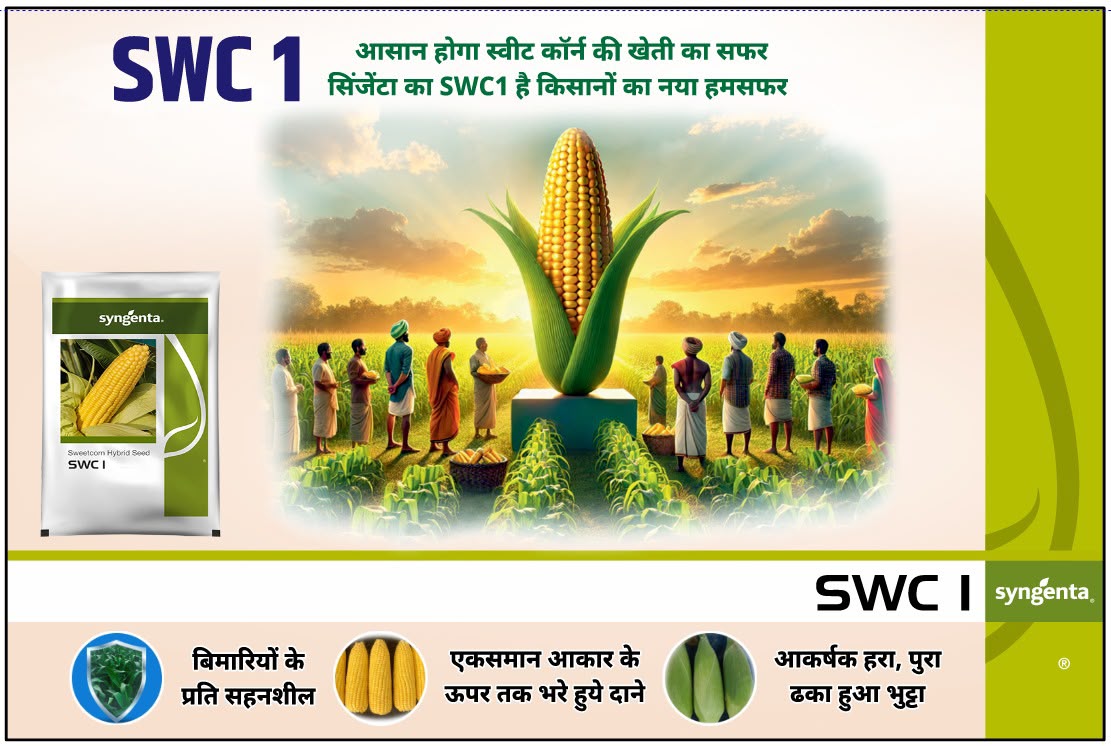 SWC 1
आसान होगा स्वीट कॉर्न की खेती का सफर
सिंजेंटा का SWC1 है किसानों का नया हमसफर
syngenta.
Sweetcorn Hybrid Seed
SWC I
SWC I
syngenta®
®
बिमारियों के
प्रति सहनशील
एकसमान आकार के
ऊपर तक भरे हुये दाने
आकर्षक हरा, पुरा
ढका हुआ भुट्टा